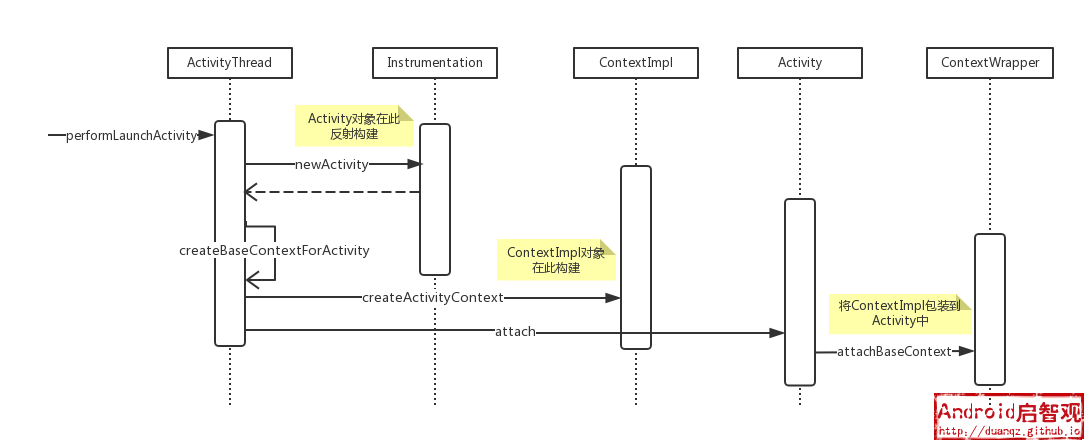 ActivityThread
Instrumentation
ContextImpl
Activity
ContextWrapper
Activity对象在此
反射构建
performLaunchActivity
newActivity
createBaseContextForActivity
ContextImpl对象
在此构建
createActivityContext
将ContextImpl包装到
Activity中
attach
attachBaseContext
Android启智观
http://duanqz.github.io